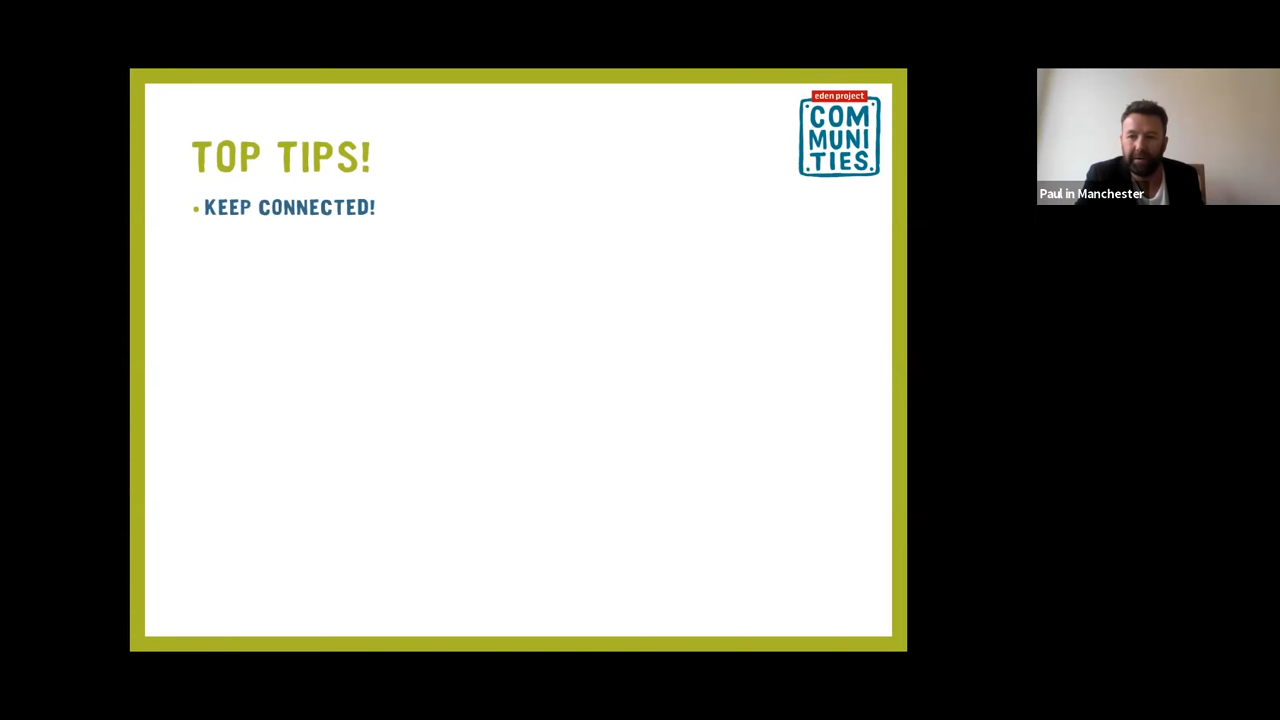 eden project
COM
MUNI
TIES
TOP TIPS!
• KEEP CONNECTED!
Paul in Manchester